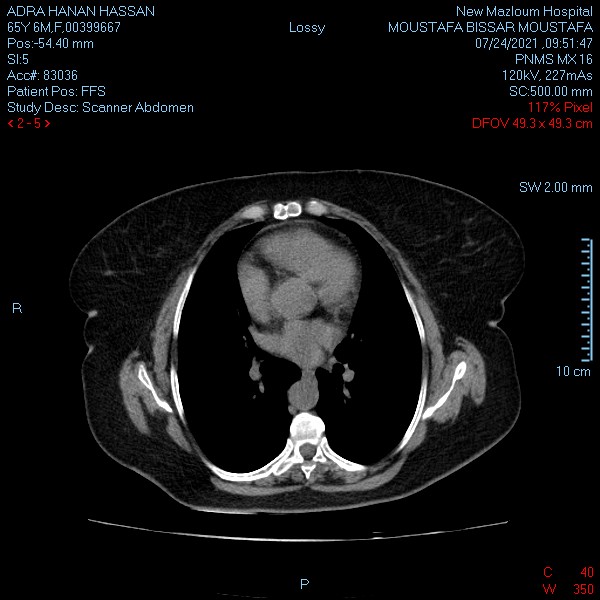 ADRA HANAN HASSAN
65Y 6M,F,00399667
Pos:-54.40 mm
SI:5
Acc#: 83036
Patient Pos: FFS
Study Desc: Scanner Abdomen
< 2 - 5 >
Lossy
New Mazloum Hospital
MOUSTAFA BISSAR MOUSTAFA
07/24/2021 ,09:51:47
PNMS MX 16
120kV, 227mAs
SC:500.00 mm
117% Pixel
DFOV 49.3 x 49.3 cm
SW 2.00 mm
R
10 cm
P
C 40
W 350